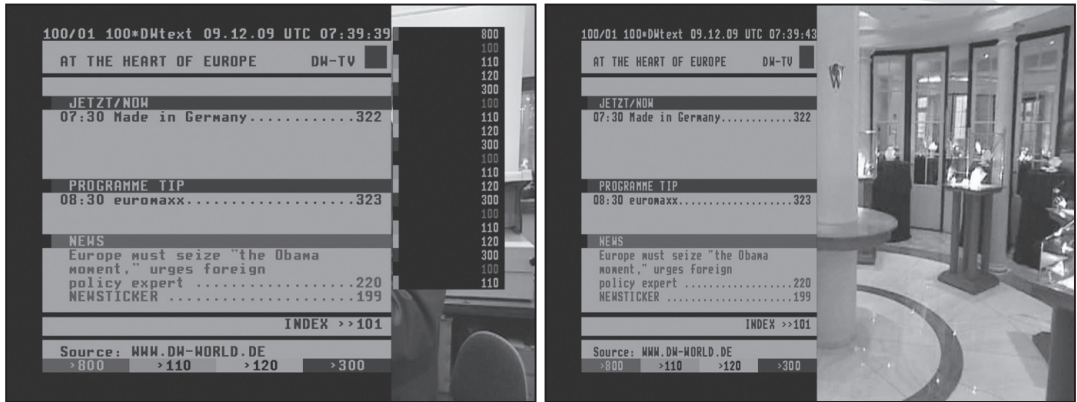 100/01 100*DWtext 09.12.09 UTC 07:39:39
AT THE HEART OF EUROPE DW-TV
JETZT/NOW
07:30 Made in Germany............322
PROGRAMME TIP
08:30 euromaxx..................323
NEWS
Europe must seize "the Obama
moment," urges foreign
policy expert ..................220
NEWSTICKER .....................199
INDEX >>101
Source: WWW.DW-WORLD.DE
>800 >110 >120 >300
800
100
110
120
300
100
110
120
300
100
110
120
300
100
110
120
300
100
110
100/01 100*DWtext 09.12.09 UTC 07:39:43
AT THE HEART OF EUROPE DW-TV
JETZT/NOW
07:30 Made in Germany............322
PROGRAMME TIP
08:30 euromaxx..................323
NEWS
Europe must seize "the Obama
moment," urges foreign
policy expert ..................220
NEWSTICKER .....................199
INDEX >>101
Source: WWW.DW-WORLD.DE
>800 >110 >120 >300